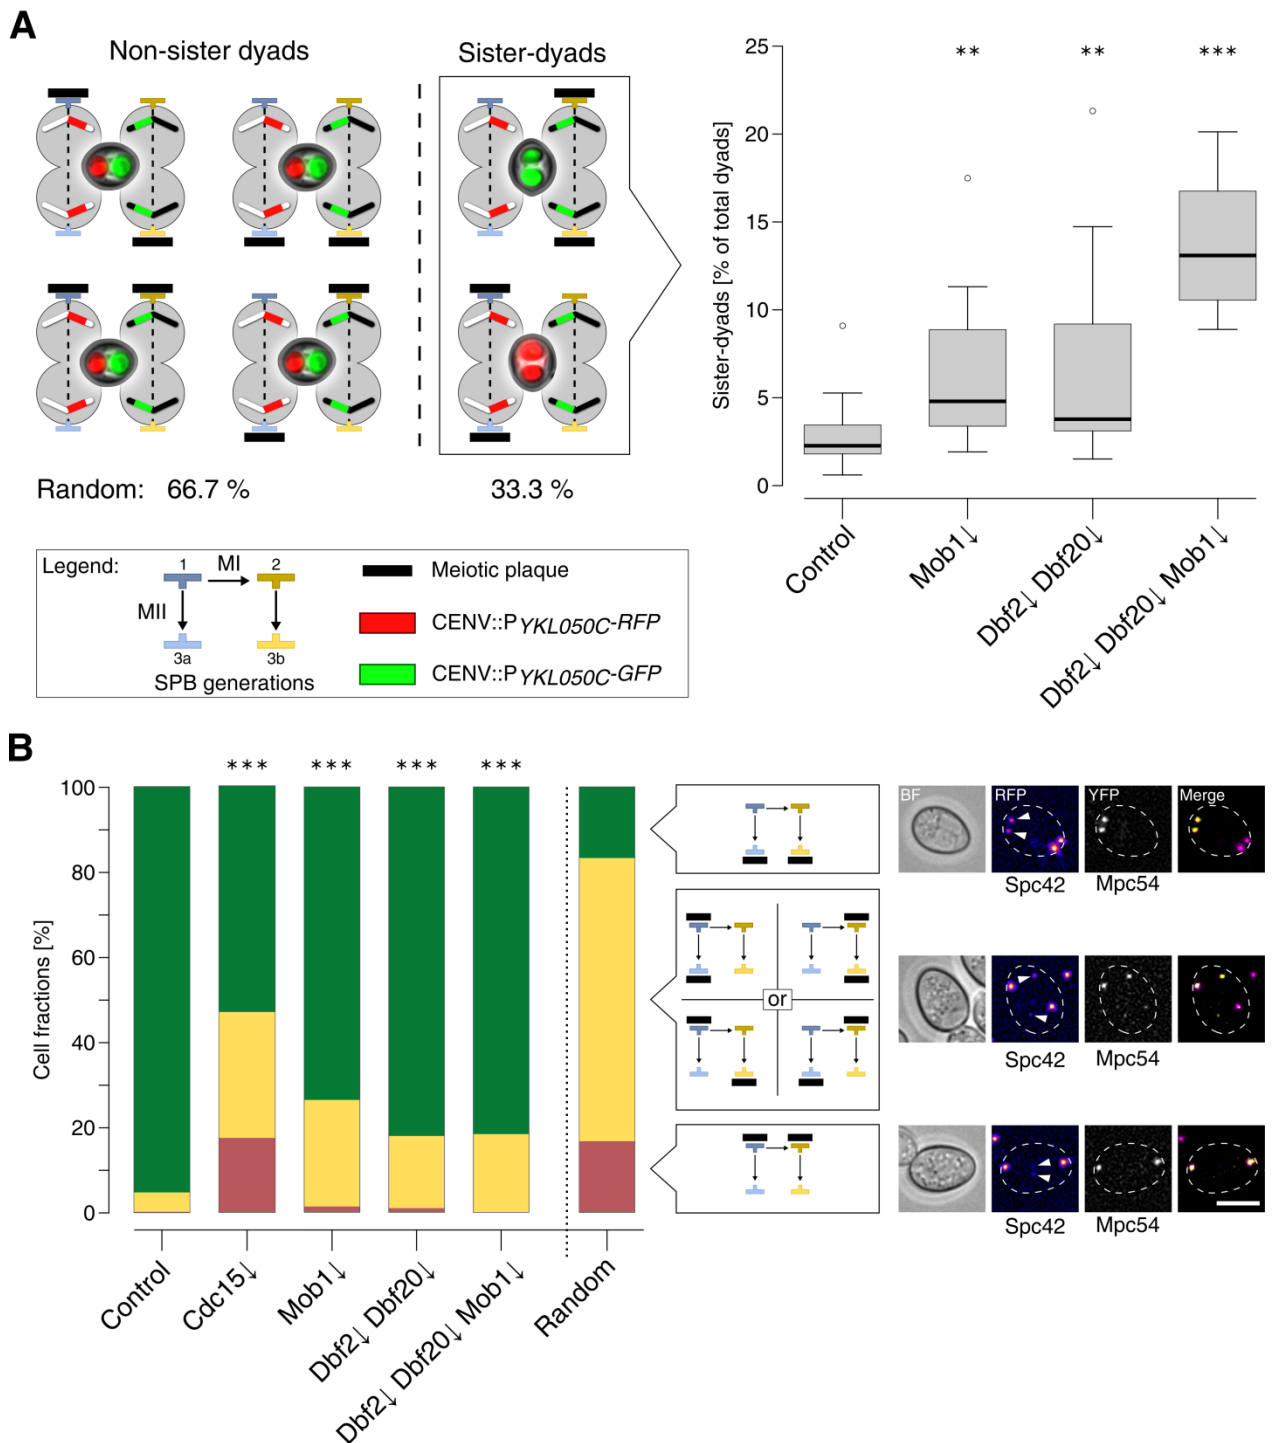 A
Non-sister dyads
Sister-dyads
Random: 66.7 %
33.3 %
Legend:
1
MI
2
MII
3a
3b
SPB generations
Meiotic plaque
CENV::PYKL050C-RFP
CENV::PYKL050C-GFP
Sister-dyads [% of total dyads]
25
20
15
10
5
0
** ** ***
Control
Mob1↓
Dbf2↓ Dbf20↓
Dbf2↓ Dbf20↓ Mob1↓
B
Cell fractions [%]
100
80
60
40
20
0
*** *** *** ***
Control
Cdc15↓
Mob1↓
Dbf2↓ Dbf20↓
Dbf2↓ Dbf20↓ Mob1↓
Random
or
BF
RFP
YFP
Merge
Spc42
Mpc54
Spc42
Mpc54
Spc42
Mpc54